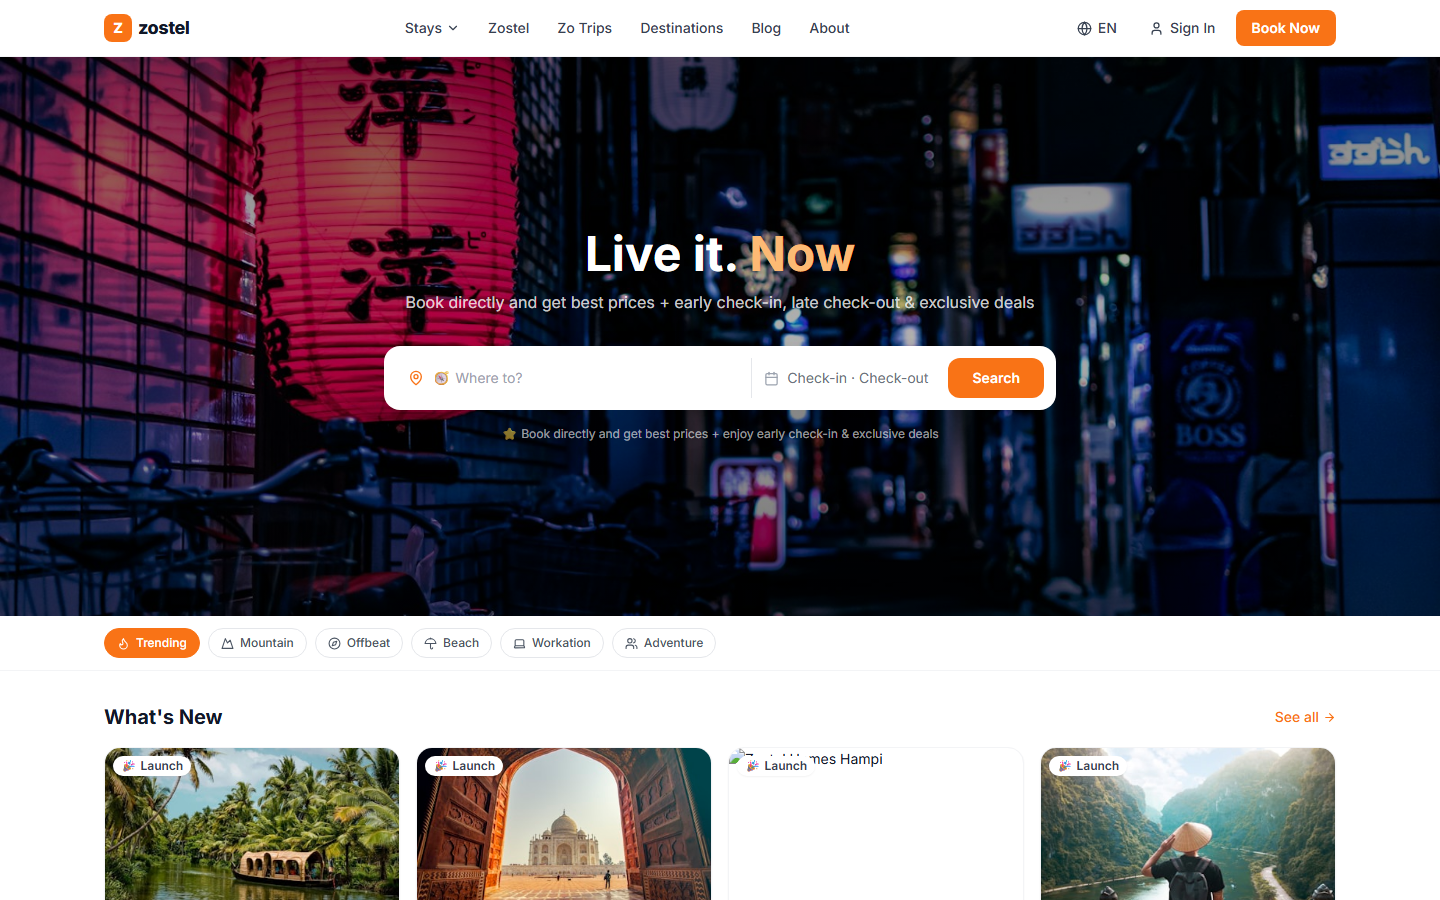 Z zostel
Stays
Zostel
Zo Trips
Destinations
Blog
About
EN
Sign In
Book Now
BOSS
Live it. Now
Book directly and get best prices + early check-in, late check-out & exclusive deals
Where to?
Check-in · Check-out
Search
Book directly and get best prices + enjoy early check-in & exclusive deals
Trending
Mountain
Offbeat
Beach
Workation
Adventure
What's New
See all
Launch
Launch
Launch
Hampi
Launch